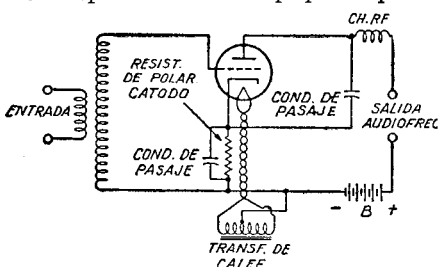 CH. RF
RESIST.
DE POLAR.
CATODO
COND. DE
PASAJE
ENTRADA
SALIDA
AUDIOFREC
COND. DE
PASAJE
- B +
TRANSF. DE
CALEF.